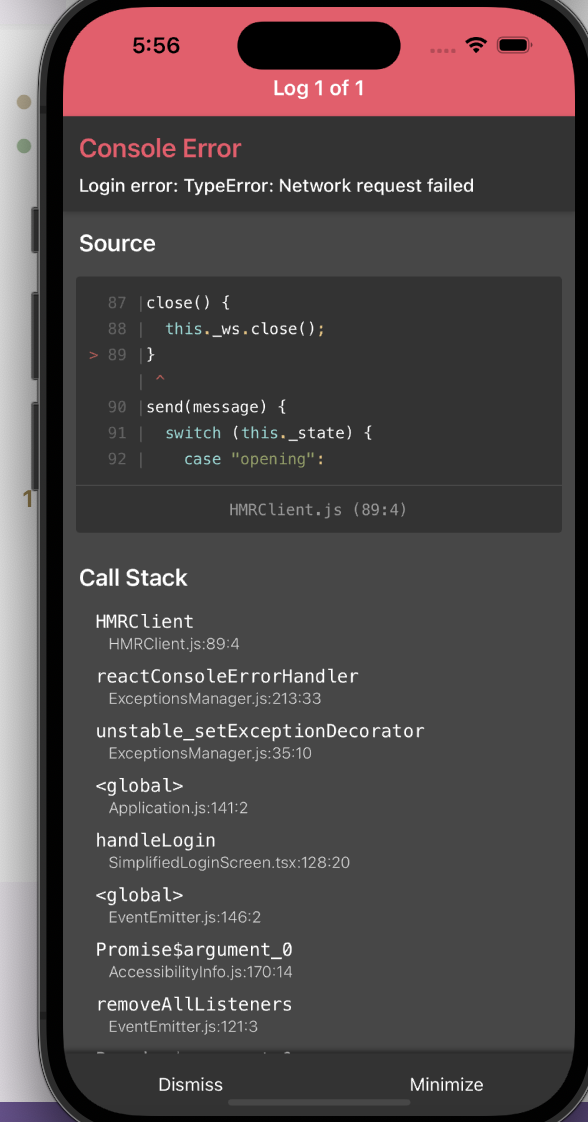 5:56
Log 1 of 1
Console Error
Login error: TypeError: Network request failed
Source
87 |close() {
88 |  this._ws.close();
> 89 |}
| ^
90 |send(message) {
91 |  switch (this._state) {
92 |    case "opening":
1
HMRClient.js (89:4)
Call Stack
HMRClient
HMRClient.js:89:4
reactConsoleErrorHandler
ExceptionsManager.js:213:33
unstable_setExceptionDecorator
ExceptionsManager.js:35:10
<global>
Application.js:141:2
handleLogin
SimplifiedLoginScreen.tsx:128:20
<global>
EventEmitter.js:146:2
Promise$argument_0
AccessibilityInfo.js:170:14
removeAllListeners
EventEmitter.js:121:3
Dismiss Minimize